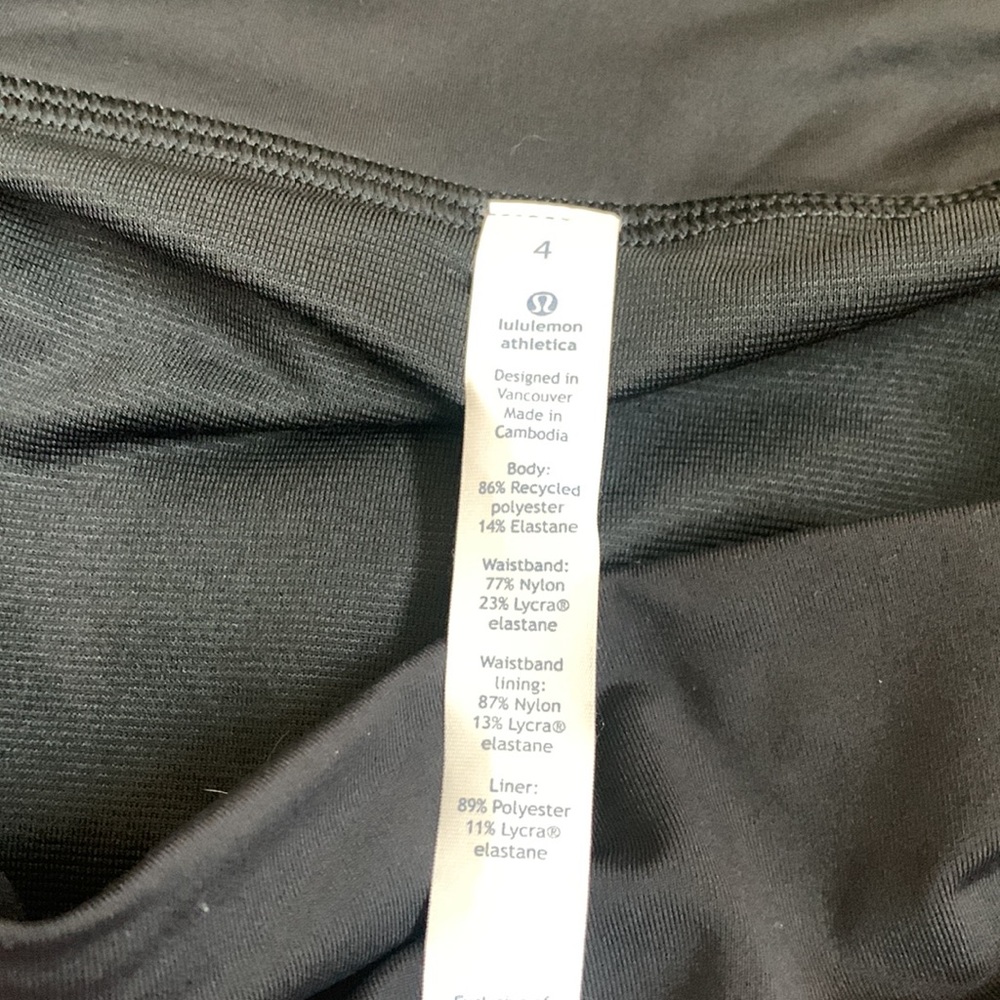 4
lululemon
athletica
Designed in
Vancouver
Made in
Cambodia
Body:
86% Recycled
polyester
14% Elastane
Waistband:
77% Nylon
23% Lycra®
elastane
Waistband
lining:
87% Nylon
13% Lycra®
elastane
Liner:
89% Polyester
11% Lycra®
elastane